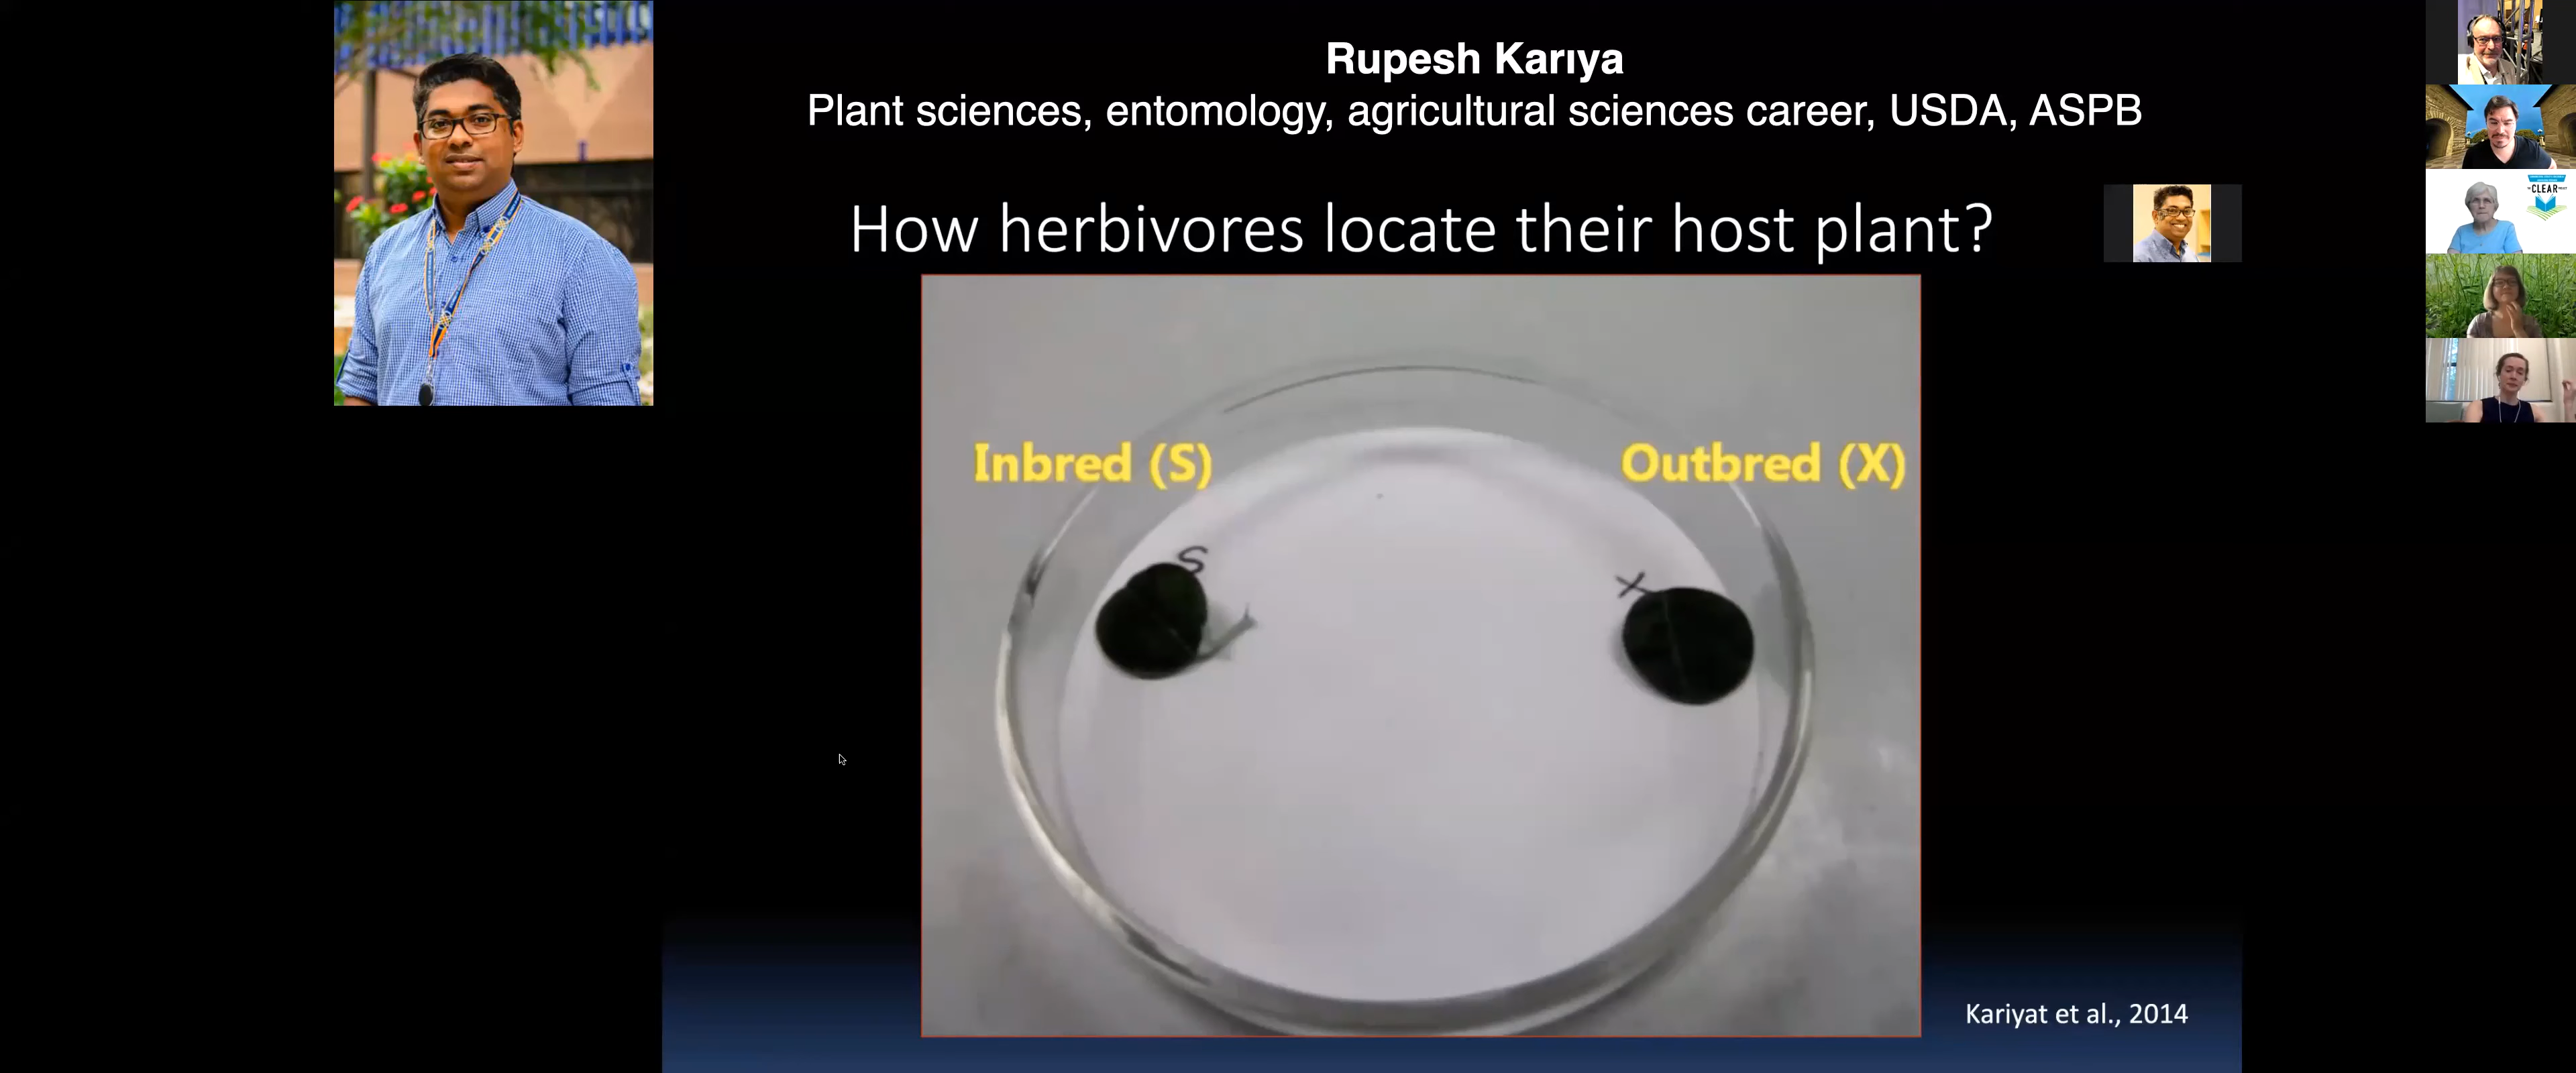 Rupesh Karıya
Plant sciences, entomology, agricultural sciences career, USDA, ASPB
How herbivores locate their host plant?
CLEAR
Inbred (S)
Outbred (X)
S
X
Kariyat et al., 2014